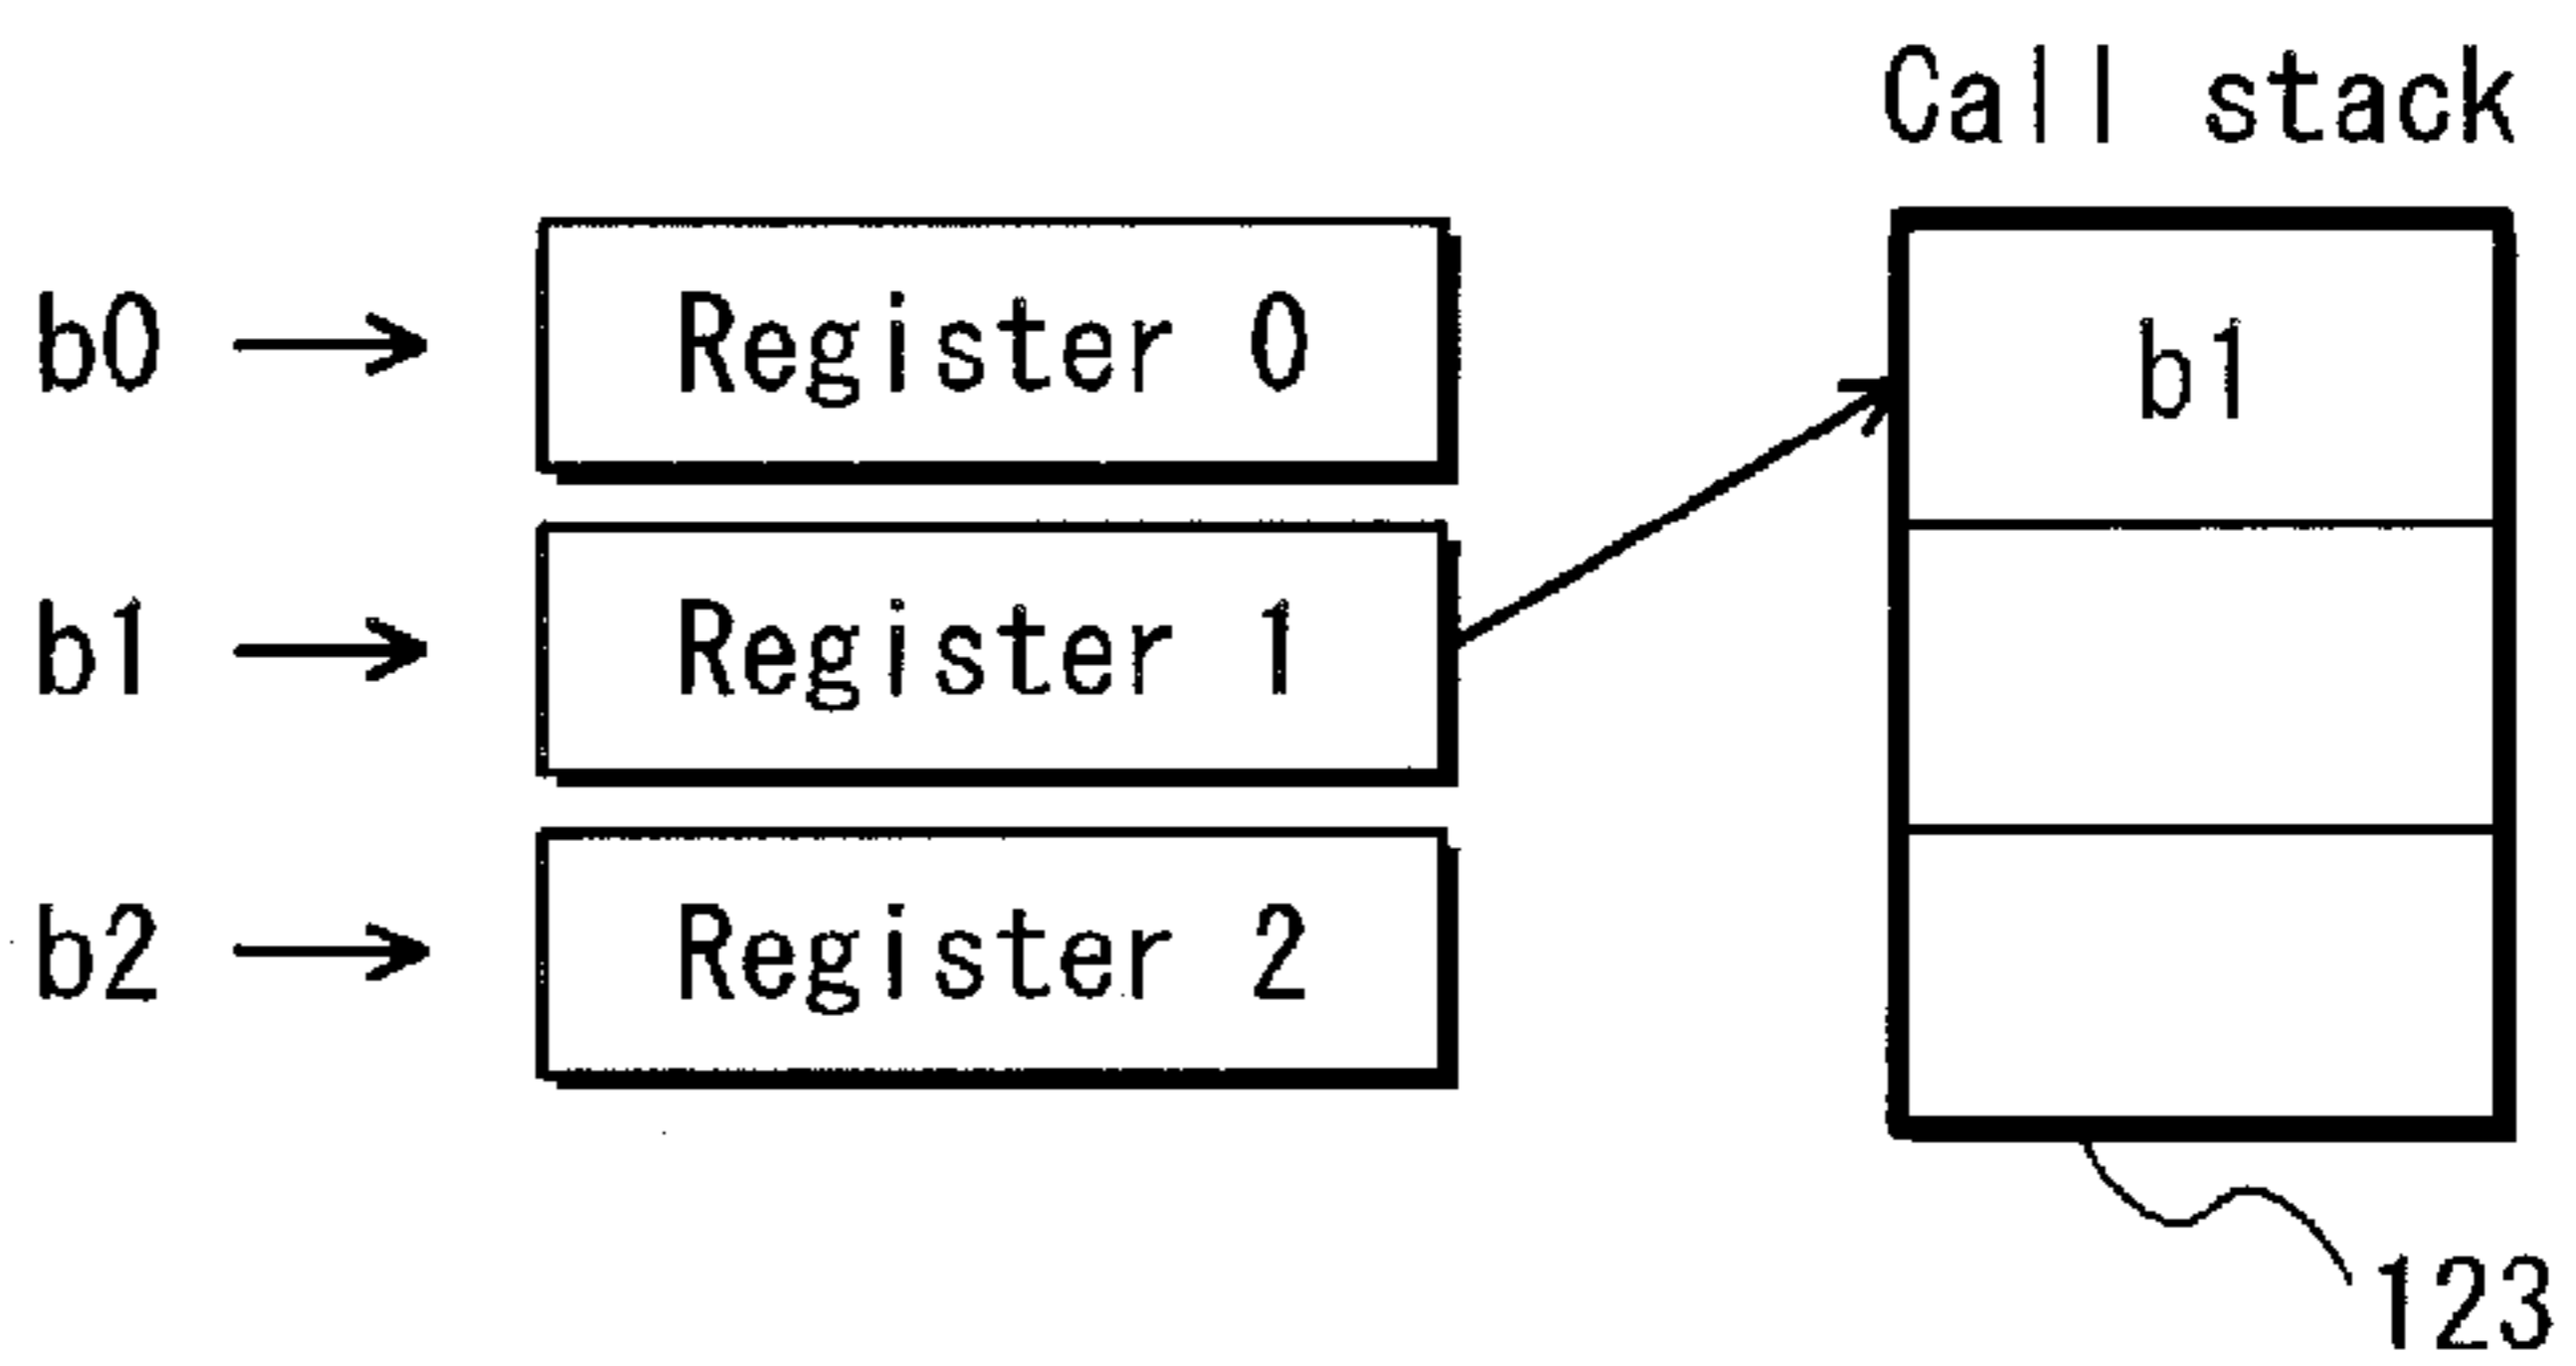 Call stack
b0 → Register 0
b1
b1 → Register 1
b2 → Register 2
123